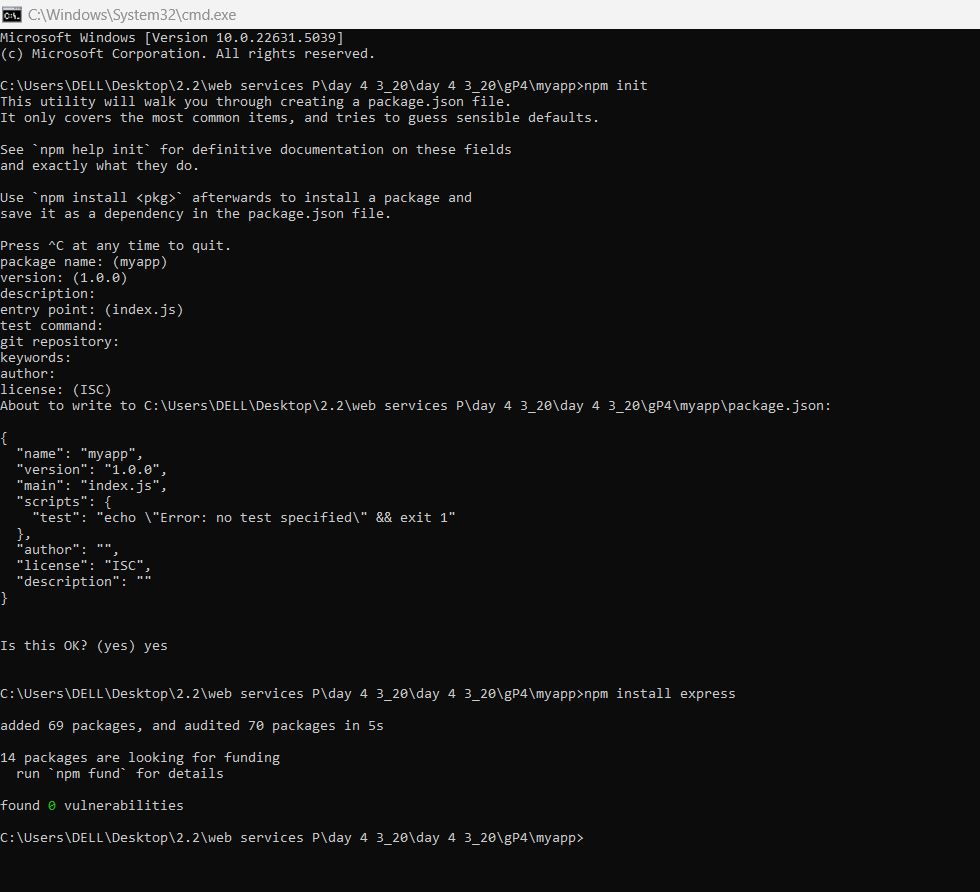 C:\Windows\System32\cmd.exe
Microsoft Windows [Version 10.0.22631.5039]
(c) Microsoft Corporation. All rights reserved.
C:\Users\DELL\Desktop\2.2\web services P\day 4 3_20\day 4 3_20\gP4\myapp>npm init
This utility will walk you through creating a package.json file.
It only covers the most common items, and tries to guess sensible defaults.
See `npm help init` for definitive documentation on these fields
and exactly what they do.
Use `npm install <pkg>` afterwards to install a package and
save it as a dependency in the package.json file.
Press ^C at any time to quit.
package name: (myapp)
version: (1.0.0)
description:
entry point: (index.js)
test command:
git repository:
keywords:
author:
license: (ISC)
About to write to C:\Users\DELL\Desktop\2.2\web services P\day 4 3_20\day 4 3_20\gP4\myapp\package.json:
{
  "name": "myapp",
  "version": "1.0.0",
  "main": "index.js",
  "scripts": {
    "test": "echo \"Error: no test specified\" && exit 1"
  },
  "author": "",
  "license": "ISC",
  "description": ""
}
Is this OK? (yes) yes
C:\Users\DELL\Desktop\2.2\web services P\day 4 3_20\day 4 3_20\gP4\myapp>npm install express
added 69 packages, and audited 70 packages in 5s
14 packages are looking for funding
  run `npm fund` for details
found 0 vulnerabilities
C:\Users\DELL\Desktop\2.2\web services P\day 4 3_20\day 4 3_20\gP4\myapp>